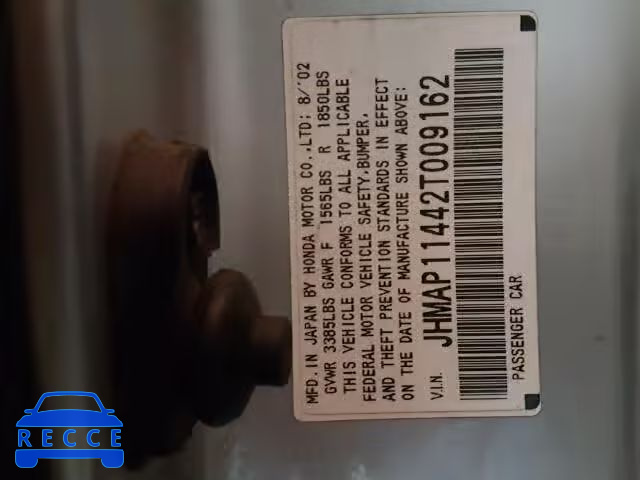 MFD. IN JAPAN BY HONDA MOTOR CO.,LTD: 8/'02
GVWR 3385LBS GAWR F 1565LBS R 1850LBS
THIS VEHICLE CONFORMS TO ALL APPLICABLE
FEDERAL MOTOR VEHICLE SAFETY,BUMPER,
AND THEFT PREVENTION STANDARDS IN EFFECT
ON THE DATE OF MANUFACTURE SHOWN ABOVE:
V.I.N. JHMAP11442T009162
PASSENGER CAR
RECCE